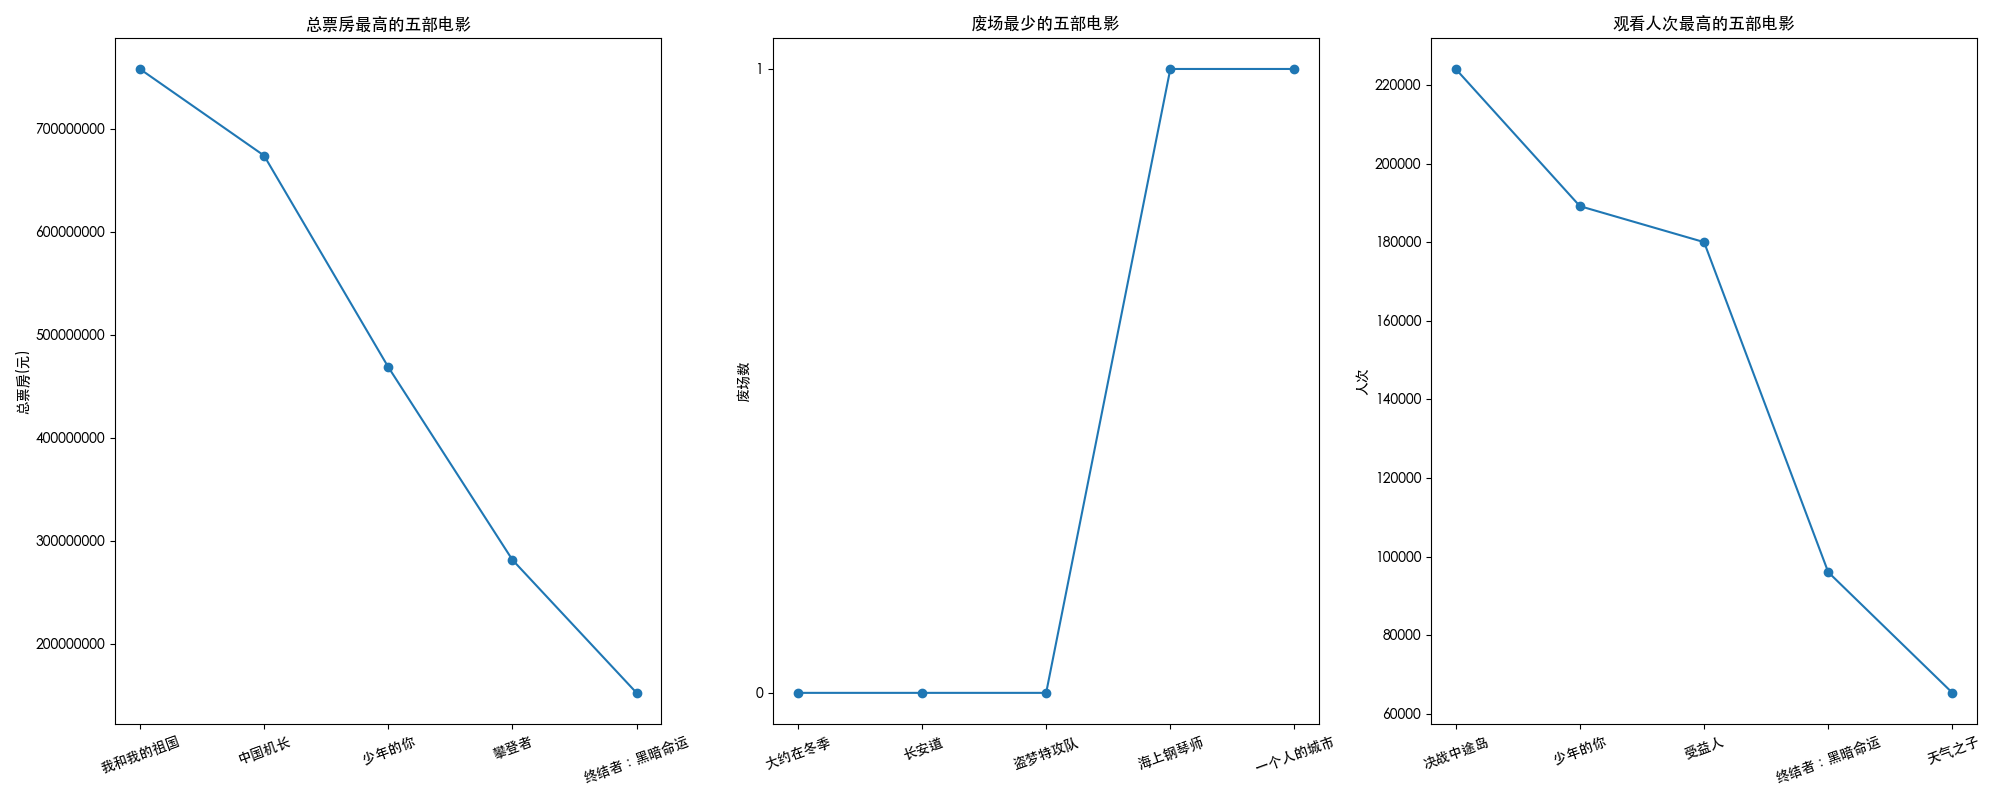 总票房最高的五部电影
总票房(元)
700000000
600000000
500000000
400000000
300000000
200000000
我和我的祖国
中国机长
少年的你
攀登者
终结者：黑暗命运
废场最少的五部电影
废场数
1
0
大约在冬季
长安道
盗梦特攻队
海上钢琴师
一个人的城市
观看人次最高的五部电影
人次
220000
200000
180000
160000
140000
120000
100000
80000
60000
决战中途岛
少年的你
受益人
终结者：黑暗命运
天气之子